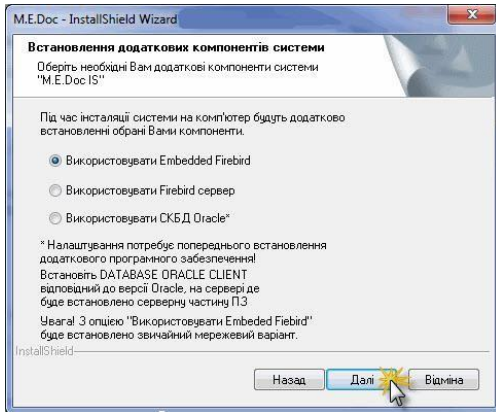 M.E.Doc - InstallShield Wizard
Встановлення додаткових компонентів системи
Оберіть необхідні Вам додаткові компоненти системи
"M.E.Doc IS"
Під час інсталяції системи на комп'ютер будуть додатково
встановленні обрані Вами компоненти.
Використовувати Embedded Firebird
Використовувати Firebird сервер
Використовувати СКБД Oracle*
* Налаштування потребує попереднього встановлення
додаткового програмного забезпечення!
Встановіть DATABASE ORACLE CLIENT
відповідний до версії Oracle, на сервері де
буде встановлено серверну частину ПЗ
Увага! З опцією "Використовувати Embeded Fiebird"
буде встановлено звичайний мережевий варіант.
InstallShield
Назад Далі Відміна